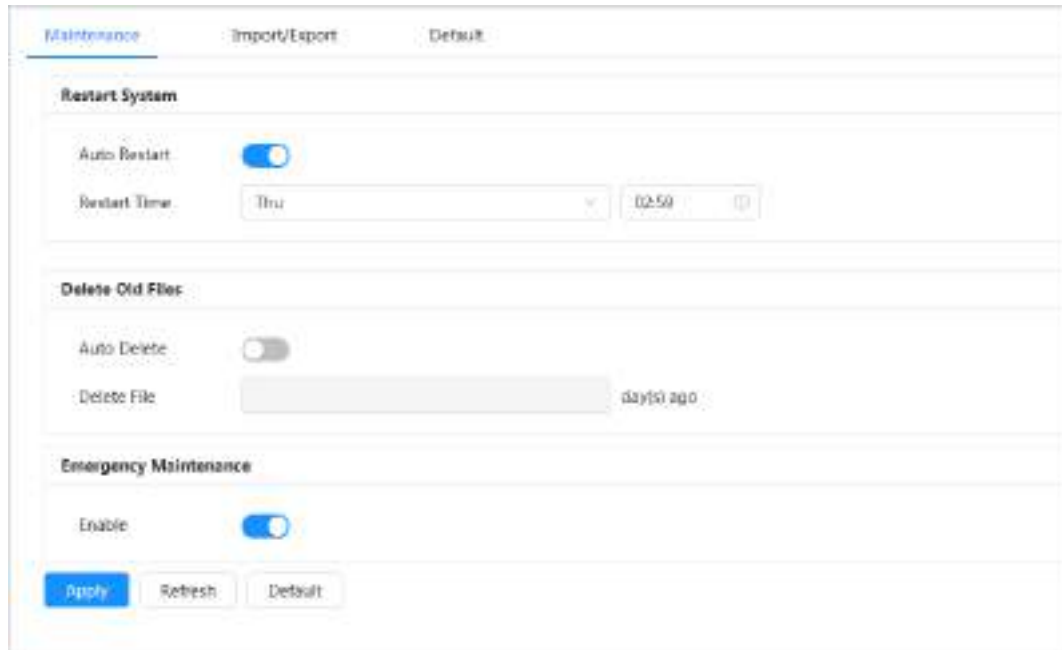 Maintenance Import/Export Default
Restart System
Auto Restart
Restart Time Thu 02:59
Delete Old Files
Auto Delete
Delete File day(s) ago
Emergency Maintenance
Enable
Apply Refresh Default